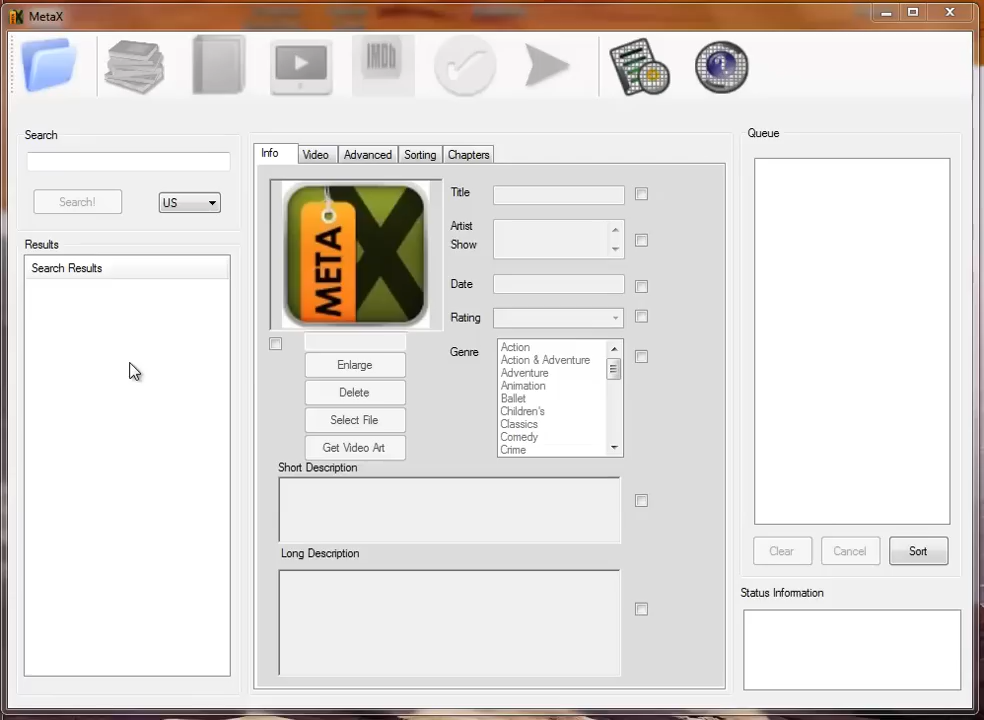 MetaX
IMDb
Search
Search!
US
Results
Search Results
Info
Video
Advanced
Sorting
Chapters
META
X
Enlarge
Delete
Select File
Get Video Art
Title
Artist
Show
Date
Rating
Genre
Action
Action & Adventure
Adventure
Animation
Ballet
Children's
Classics
Comedy
Crime
Short Description
Long Description
Queue
Clear
Cancel
Sort
Status Information